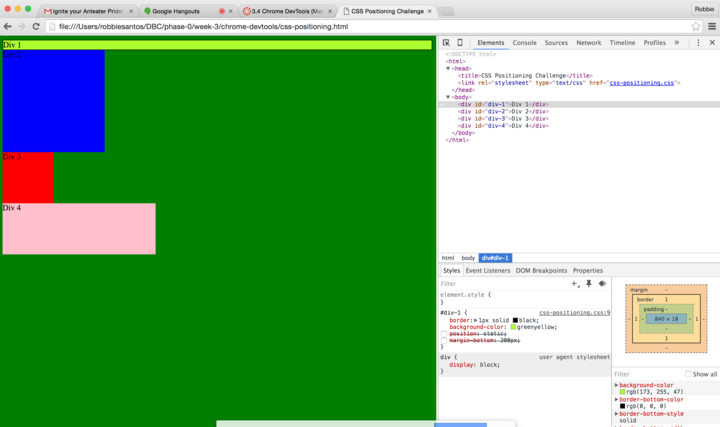 Robbie
Ignite your Anteater Pride
Google Hangouts
3.4 Chrome DevTools (Ma
CSS Positioning Challenge
file:///Users/robbiesantos/DBC/phase-0/week-3/chrome-devtools/css-positioning.html
Div 1
Div 2
Div 3
Div 4
Elements Console Sources Network Timeline Profiles »
<!DOCTYPE html>
<html>
<head>
<title>CSS Positioning Challenge</title>
<link rel="stylesheet" type="text/css" href="css-positioning.css">
</head>
<body>
<div id="div-1">Div 1</div>
<div id="div-2">Div 2</div>
<div id="div-3">Div 3</div>
<div id="div-4">Div 4</div>
</body>
</html>
html body div#div-1
Styles Event Listeners DOM Breakpoints Properties
Filter
element.style {
}
#div-1 { css-positioning.css:9
border: 1px solid black;
background-color: greenyellow;
position: static;
margin-bottom: 200px;
}
div { user agent stylesheet
display: block;
}
margin -
border 1
padding -
- 1 - 840 × 18 - 1 -
-
1
-
Filter Show all
background-color
rgb(173, 255, 47)
border-bottom-color
rgb(0, 0, 0)
border-bottom-style
solid